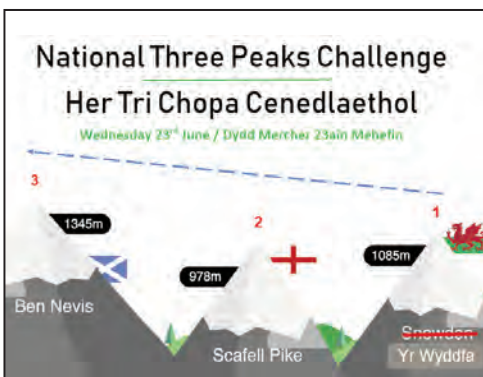 National Three Peaks Challenge
Her Tri Chopa Cenedlaethol
Wednesday 23rd June / Dydd Mercher 23ain Mehefin
3
1345m
2
1
978m
1085m
Ben Nevis
Scafell Pike
Snowdon
Yr Wyddfa